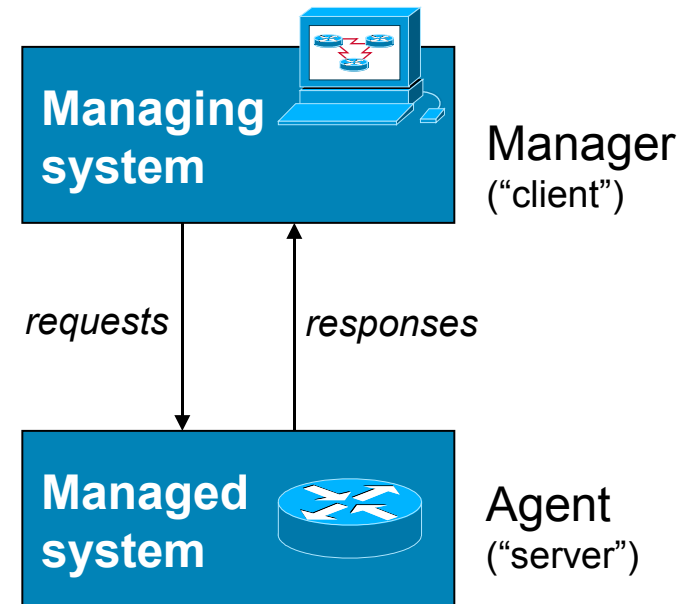 Managing
system
Manager
(“client”)
requests
responses
Managed
system
Agent
(“server”)